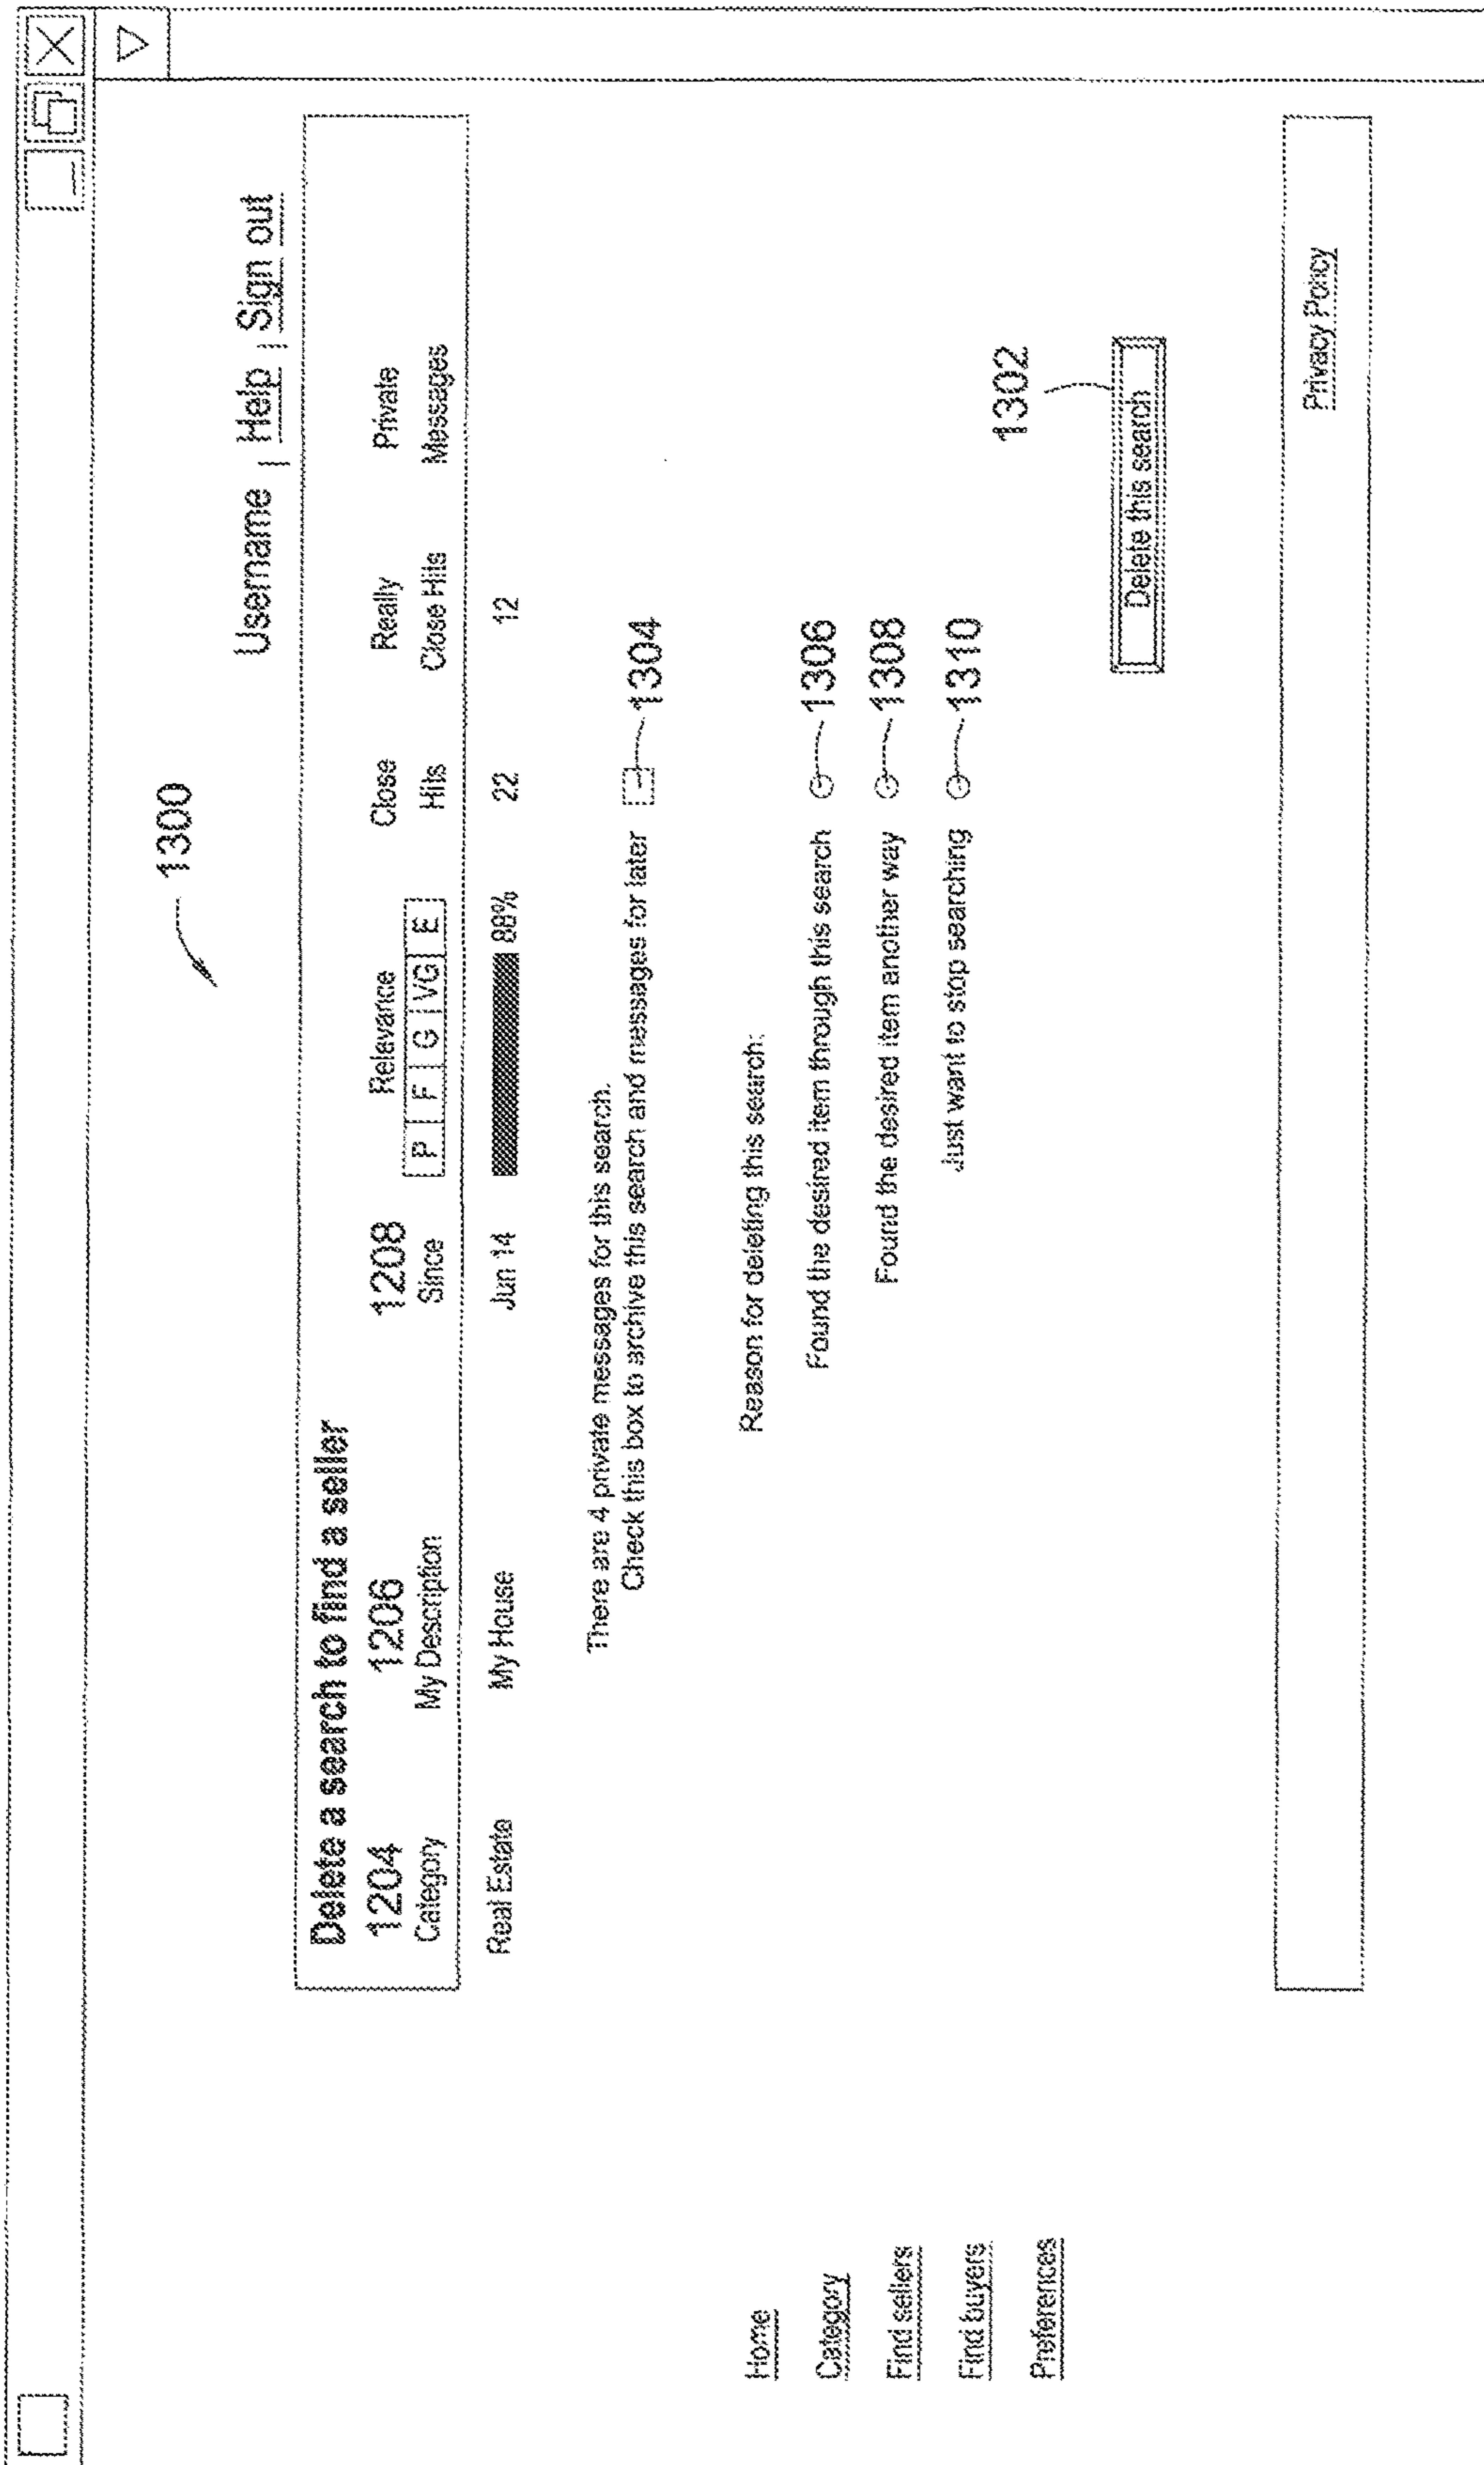 1300
Username | Help | Sign out
Delete a search to find a seller
1204 1206 1208 Relevance Close Really Private
Category My Description Since P F G VG E Hits Close Hits Messages
Real Estate My House Jun 14 88% 22 12
There are 4 private messages for this search.
Check this box to archive this search and messages for later 1304
Home Reason for deleting this search:
Category Found the desired item through this search 1306
Find sellers Found the desired item another way 1308
Find buyers Just want to stop searching 1310
Preferences 1302
Delete this search
Privacy Policy